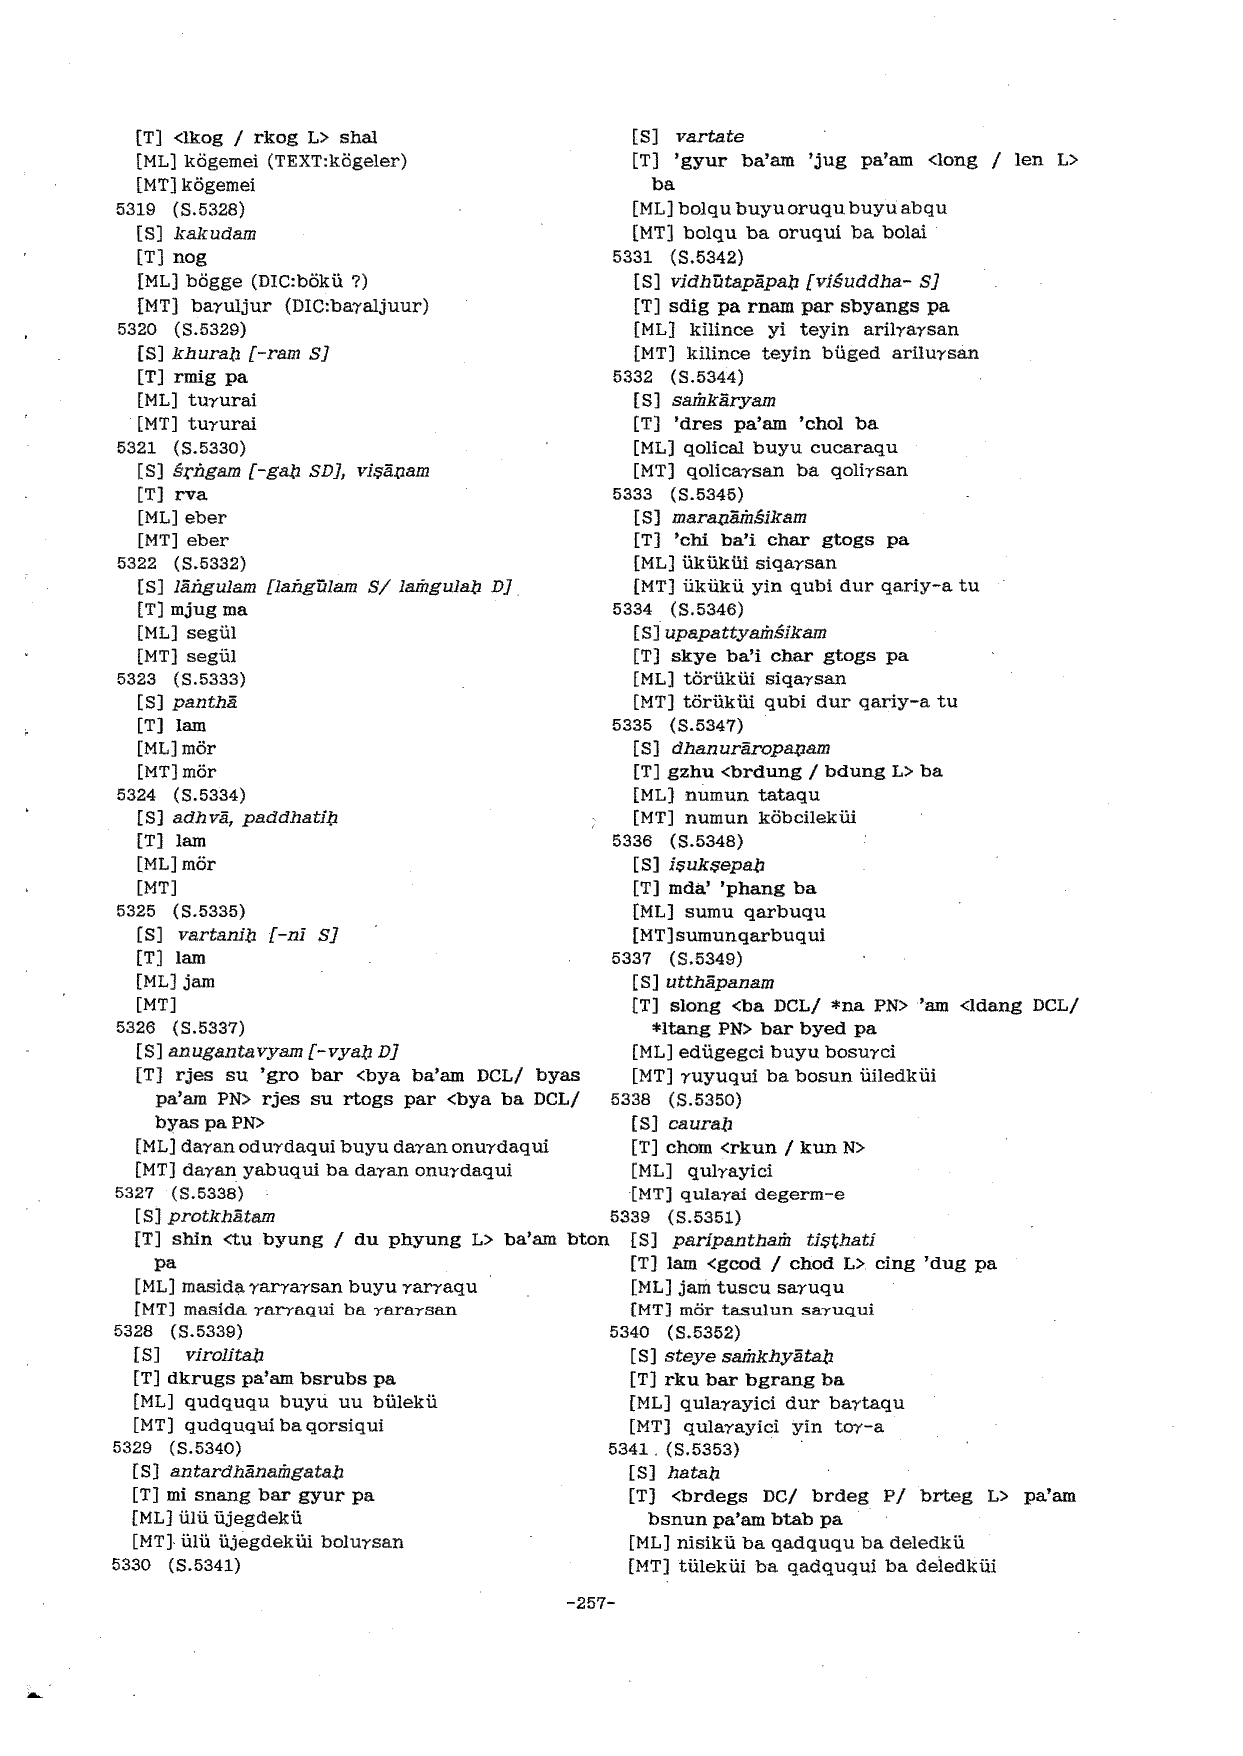 [T] <lkog / rkog L> shal
[ML] kögemei (TEXT:kögeler)
[MT] kögemei
5319 (S.5328)
[S] kakudam
[T] nog
[ML] bögge (DIC:bökü ?)
[MT] baγuljur (DIC:baγaljuur)
5320 (S.5329)
[S] khuraḥ [-ram S]
[T] rmig pa
[ML] tuγurai
[MT] tuγurai
5321 (S.5330)
[S] śṛṅgam [-gaḥ SD], viṣāṇam
[T] rva
[ML] eber
[MT] eber
5322 (S.5332)
[S] lāṅgulam [laṅgūlam S/ laṁgulaḥ D]
[T] mjug ma
[ML] segül
[MT] segül
5323 (S.5333)
[S] panthā
[T] lam
[ML] mör
[MT] mör
5324 (S.5334)
[S] adhvā, paddhatiḥ
[T] lam
[ML] mör
[MT]
5325 (S.5335)
[S] vartaniḥ [-nī S]
[T] lam
[ML] jam
[MT]
5326 (S.5337)
[S] anugantavyam [-vyaḥ D]
[T] rjes su 'gro bar <bya ba'am DCL/ byas
pa'am PN> rjes su rtogs par <bya ba DCL/
byas pa PN>
[ML] daγan oduγdaqui buyu daγan onuγdaqui
[MT] daγan yabuqui ba daγan onuγdaqui
5327 (S.5338)
[S] protkhātam
[T] shin <tu byung / du phyung L> ba'am bton
pa
[ML] masida γarγaγsan buyu γarγaqu
[MT] masida γarγaqui ba γaraγsan
5328 (S.5339)
[S] virolitaḥ
[T] dkrugs pa'am bsrubs pa
[ML] qudququ buyu uu bülekü
[MT] qudququi ba qorsiqui
5329 (S.5340)
[S] antardhānaṁgataḥ
[T] mi snang bar gyur pa
[ML] ülü üjegdekü
[MT] ülü üjegdeküi boluγsan
5330 (S.5341)
[S] vartate
[T] 'gyur ba'am 'jug pa'am <long / len L>
ba
[ML] bolqu buyu oruqu buyu abqu
[MT] bolqu ba oruqui ba bolai
5331 (S.5342)
[S] vidhūtapāpaḥ [viśuddha- S]
[T] sdig pa rnam par sbyangs pa
[ML] kilince yi teyin arilγaγsan
[MT] kilince teyin büged ariluγsan
5332 (S.5344)
[S] saṁkāryam
[T] 'dres pa'am 'chol ba
[ML] qolical buyu cucaraqu
[MT] qolicaγsan ba qoliγsan
5333 (S.5345)
[S] maraṇāṁśikam
[T] 'chi ba'i char gtogs pa
[ML] üküküi siqaγsan
[MT] ükükü yin qubi dur qariy-a tu
5334 (S.5346)
[S] upapattyaṁśikam
[T] skye ba'i char gtogs pa
[ML] törüküi siqaγsan
[MT] törüküi qubi dur qariy-a tu
5335 (S.5347)
[S] dhanurāropaṇam
[T] gzhu <brdung / bdung L> ba
[ML] numun tataqu
[MT] numun köbcileküi
5336 (S.5348)
[S] iṣukṣepaḥ
[T] mda' 'phang ba
[ML] sumu qarbuqu
[MT] sumun qarbuqui
5337 (S.5349)
[S] utthāpanam
[T] slong <ba DCL/ *na PN> 'am <ldang DCL/
*ltang PN> bar byed pa
[ML] edügegci buyu bosuγci
[MT] γuyuqui ba bosun üiledküi
5338 (S.5350)
[S] cauraḥ
[T] chom <rkun / kun N>
[ML] qulγayici
[MT] qulaγai degerm-e
5339 (S.5351)
[S] paripanthaṁ tiṣṭhati
[T] lam <gcod / chod L> cing 'dug pa
[ML] jam tuscu saγuqu
[MT] mör tasulun saγuqui
5340 (S.5352)
[S] steye saṁkhyātaḥ
[T] rku bar bgrang ba
[ML] qulaγayici dur baγtaqu
[MT] qulaγayici yin toγ-a
5341 (S.5353)
[S] hataḥ
[T] <brdegs DC/ brdeg P/ brteg L> pa'am
bsnun pa'am btab pa
[ML] nisikü ba qadququ ba deledkü
[MT] tüleküi ba qadququi ba deledküi
-257-